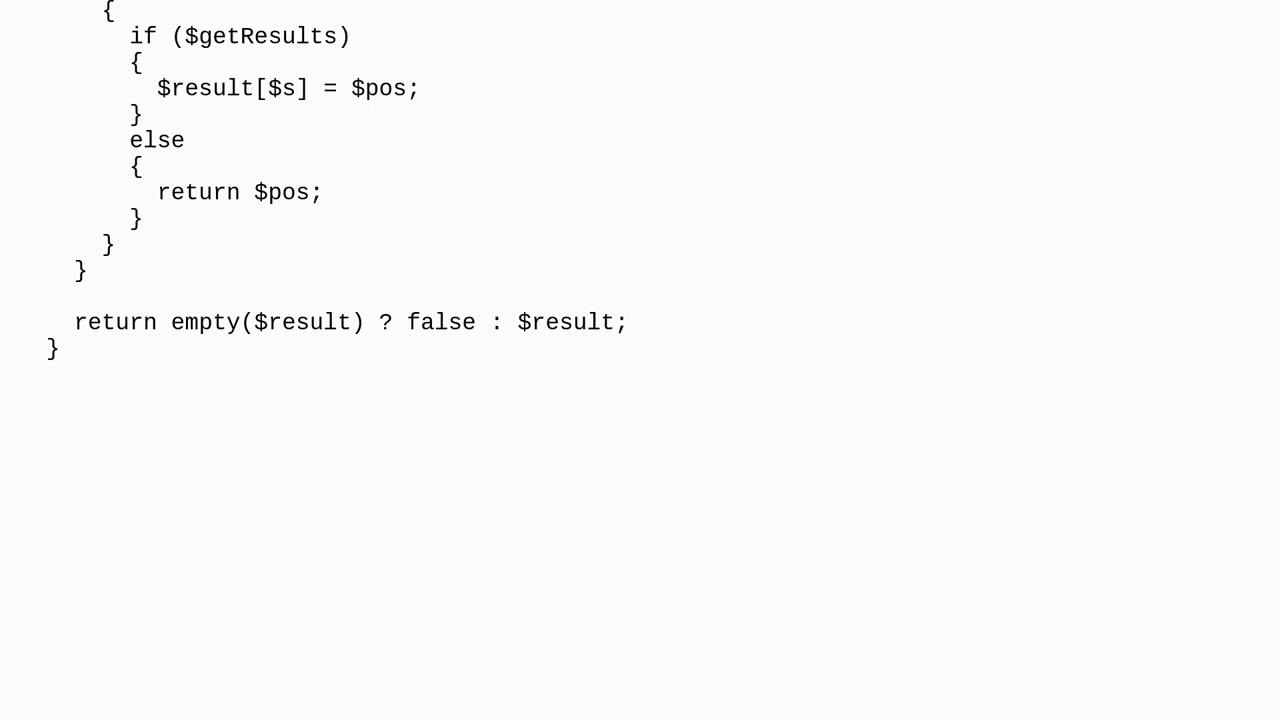 {
if ($getResults)
{
$result[$s] = $pos;
}
else
{
return $pos;
}
}
}
return empty($result) ? false : $result;
}